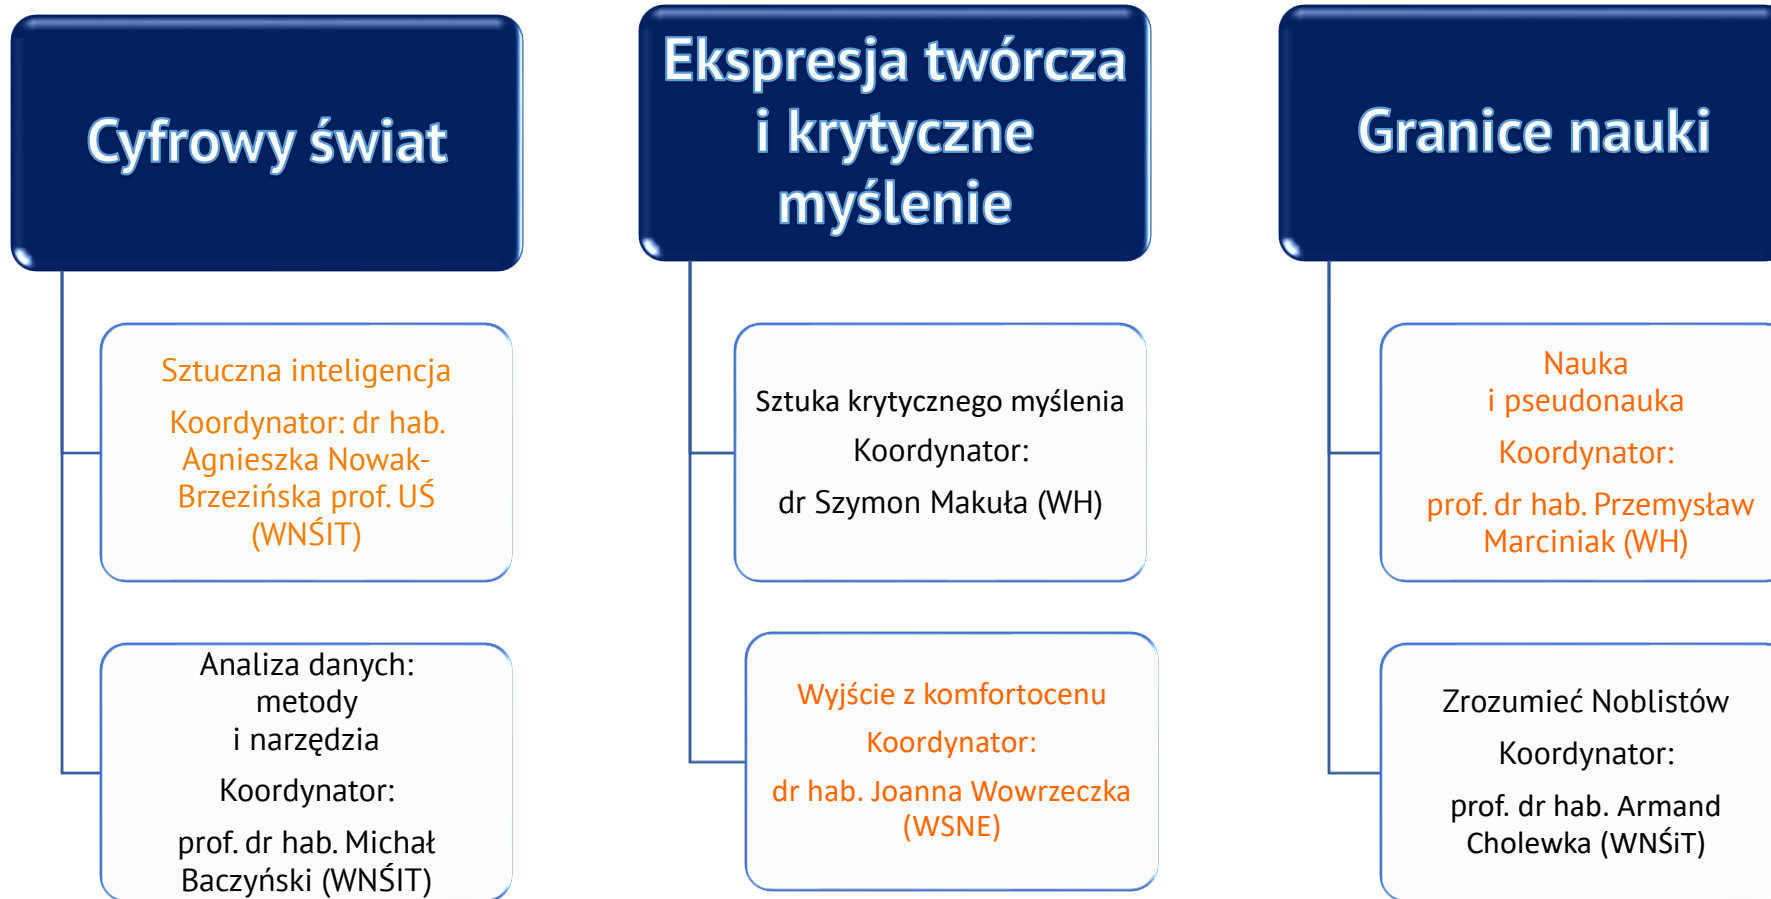 Cyfrowy świat
Sztuczna inteligencja
Koordynator: dr hab.
Agnieszka Nowak-
Brzezińska prof. UŚ
(WNŚIT)
Analiza danych:
metody
i narzędzia
Koordynator:
prof. dr hab. Michał
Baczyński (WNŚIT)
Ekspresja twórcza
i krytyczne
myślenie
Sztuka krytycznego myślenia
Koordynator:
dr Szymon Makuła (WH)
Wyjście z komfortocenu
Koordynator:
dr hab. Joanna Wowrzeczka
(WSNE)
Granice nauki
Nauka
i pseudonauka
Koordynator:
prof. dr hab. Przemysław
Marciniak (WH)
Zrozumieć Noblistów
Koordynator:
prof. dr hab. Armand
Cholewka (WNŚiT)